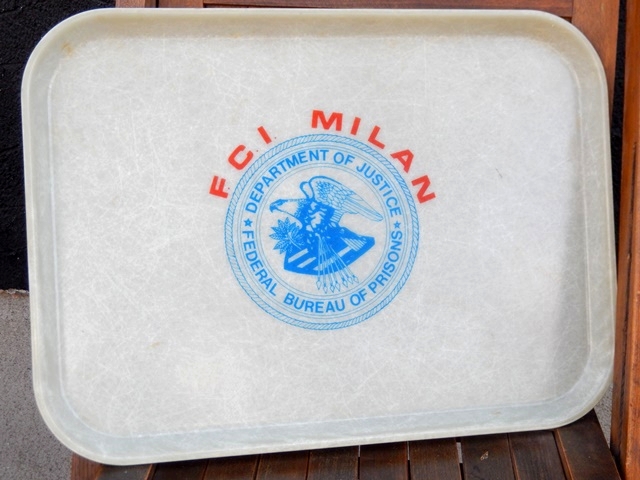 F.C.I. MILAN
DEPARTMENT OF JUSTICE
FEDERAL BUREAU OF PRISONS